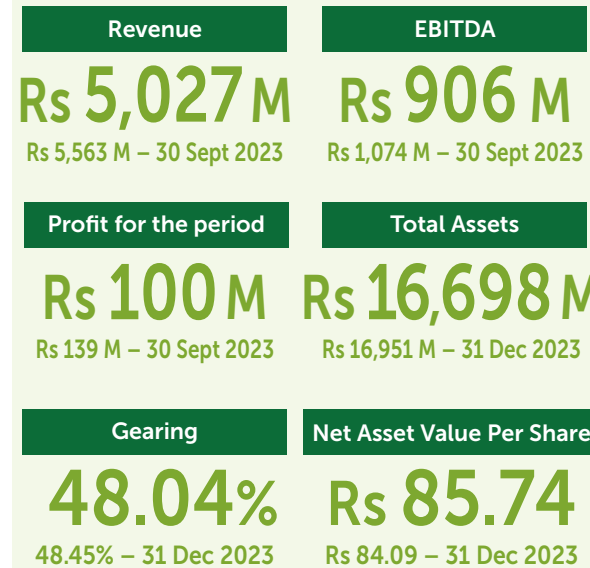 Revenue
Rs 5,027 M
Rs 5,563 M – 30 Sept 2023
EBITDA
Rs 906 M
Rs 1,074 M – 30 Sept 2023
Profit for the period
Rs 100 M
Rs 139 M – 30 Sept 2023
Total Assets
Rs 16,698 M
Rs 16,951 M – 31 Dec 2023
Gearing
48.04%
48.45% – 31 Dec 2023
Net Asset Value Per Share
Rs 85.74
Rs 84.09 – 31 Dec 2023